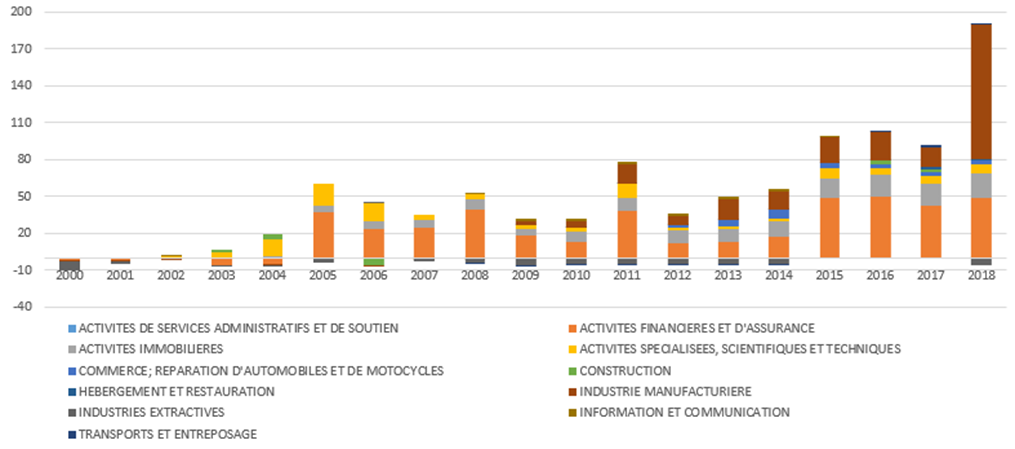 200
170
140
110
80
50
20
-10
-40
2000 2001 2002 2003 2004 2005 2006 2007 2008 2009 2010 2011 2012 2013 2014 2015 2016 2017 2018
ACTIVITES DE SERVICES ADMINISTRATIFS ET DE SOUTIEN
ACTIVITES FINANCIERES ET D'ASSURANCE
ACTIVITES IMMOBILIERES
ACTIVITES SPECIALISEES, SCIENTIFIQUES ET TECHNIQUES
COMMERCE; REPARATION D'AUTOMOBILES ET DE MOTOCYCLES
CONSTRUCTION
HEBERGEMENT ET RESTAURATION
INDUSTRIE MANUFACTURIERE
INDUSTRIES EXTRACTIVES
INFORMATION ET COMMUNICATION
TRANSPORTS ET ENTREPOSAGE